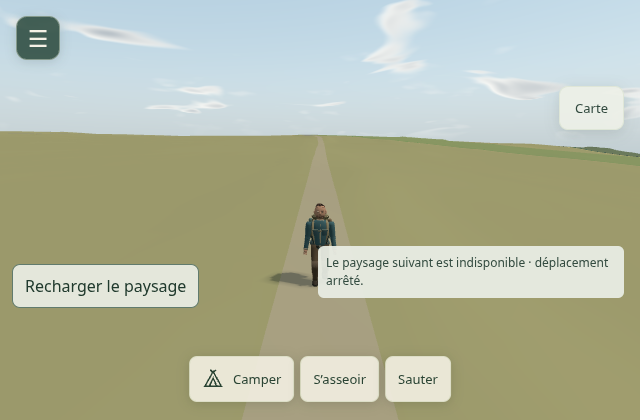 Carte
Le paysage suivant est indisponible · déplacement
arrêté.
Recharger le paysage
Camper
S’asseoir
Sauter